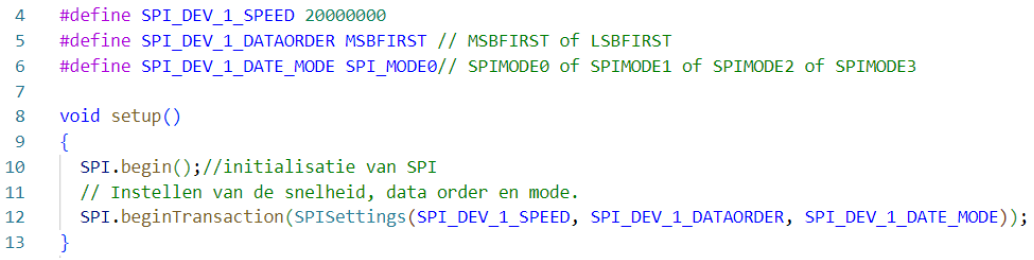 4 #define SPI_DEV_1_SPEED 20000000
5 #define SPI_DEV_1_DATAORDER MSBFIRST // MSBFIRST of LSBFIRST
6 #define SPI_DEV_1_DATE_MODE SPI_MODE0// SPIMODE0 of SPIMODE1 of SPIMODE2 of SPIMODE3
7
8 void setup()
9 {
10 SPI.begin();//initialisatie van SPI
11 // Instellen van de snelheid, data order en mode.
12 SPI.beginTransaction(SPISettings(SPI_DEV_1_SPEED, SPI_DEV_1_DATAORDER, SPI_DEV_1_DATE_MODE));
13 }